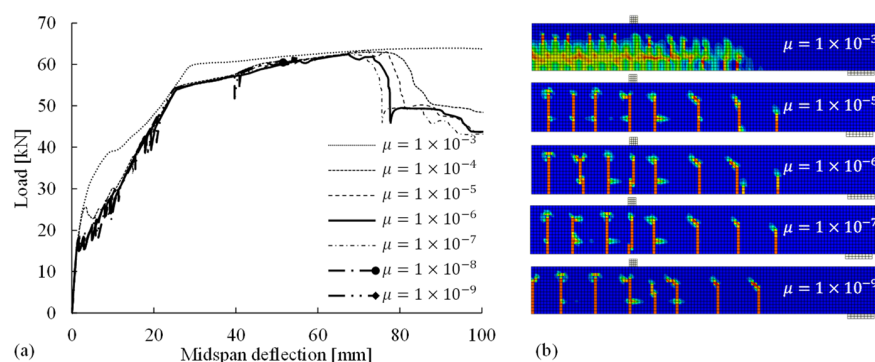 70
60
50
40
30
20
10
0
Load [kN]
0 20 40 60 80 100
Midspan deflection [mm]
μ = 1 × 10⁻³
μ = 1 × 10⁻⁴
μ = 1 × 10⁻⁵
μ = 1 × 10⁻⁶
μ = 1 × 10⁻⁷
μ = 1 × 10⁻⁸
μ = 1 × 10⁻⁹
(a)
μ = 1 × 10⁻³
μ = 1 × 10⁻⁵
μ = 1 × 10⁻⁶
μ = 1 × 10⁻⁷
μ = 1 × 10⁻⁹
(b)